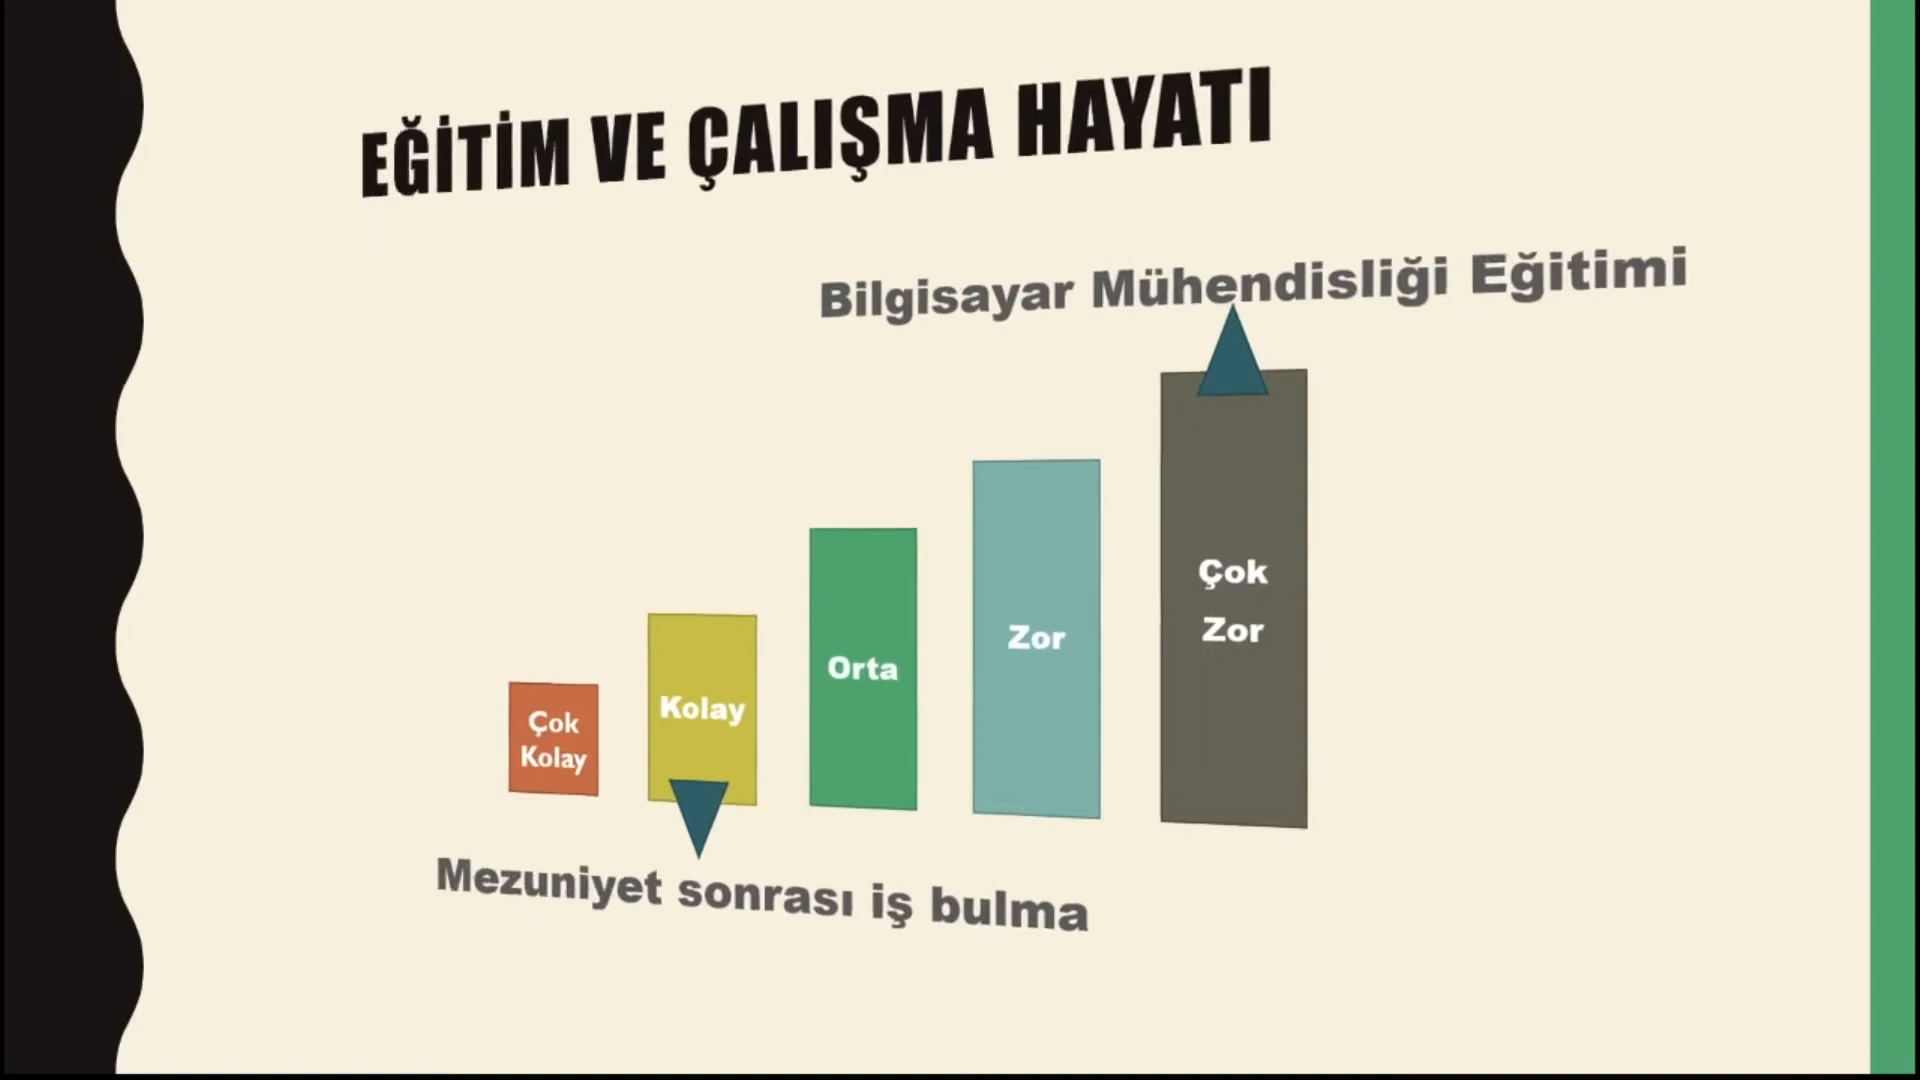 EĞİTİM VE ÇALIŞMA HAYATI
Bilgisayar Mühendisliği Eğitimi
Çok
Kolay
Kolay
Orta
Zor
Çok
Zor
Mezuniyet sonrası iş bulma